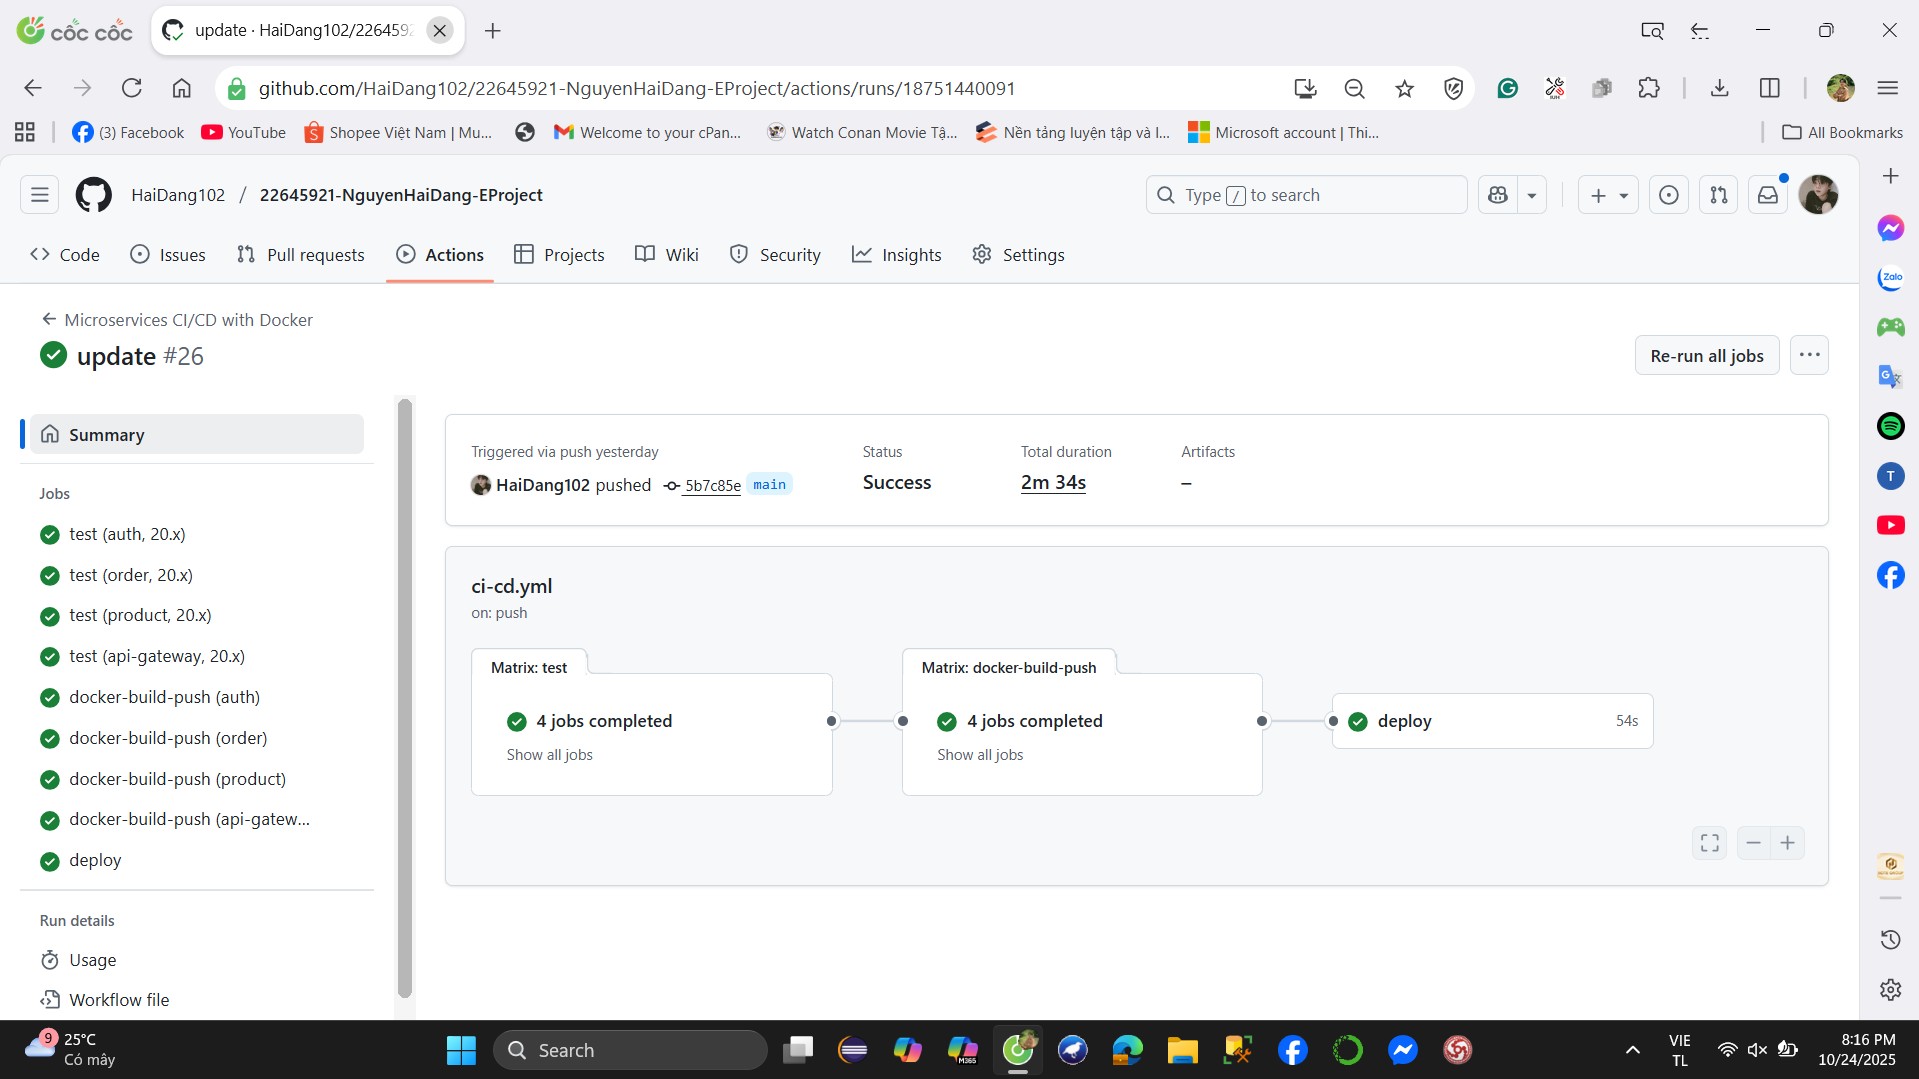 cốc cốc
update · HaiDang102/2264592
github.com/HaiDang102/22645921-NguyenHaiDang-EProject/actions/runs/18751440091
(3) Facebook
YouTube
Shopee Việt Nam | Mu...
Welcome to your cPan...
Watch Conan Movie Tậ...
Nền tảng luyện tập và l...
Microsoft account | Thi...
All Bookmarks
HaiDang102 / 22645921-NguyenHaiDang-EProject
Type / to search
Code
Issues
Pull requests
Actions
Projects
Wiki
Security
Insights
Settings
Microservices CI/CD with Docker
update #26
Re-run all jobs
Summary
Jobs
test (auth, 20.x)
test (order, 20.x)
test (product, 20.x)
test (api-gateway, 20.x)
docker-build-push (auth)
docker-build-push (order)
docker-build-push (product)
docker-build-push (api-gatew...
deploy
Run details
Usage
Workflow file
Triggered via push yesterday
HaiDang102 pushed 5b7c85e main
Status
Success
Total duration
2m 34s
Artifacts
–
ci-cd.yml
on: push
Matrix: test
4 jobs completed
Show all jobs
Matrix: docker-build-push
4 jobs completed
Show all jobs
deploy
54s
Zalo
T
9
25°C
Có mây
Search
M365
VIE
TL
8:16 PM
10/24/2025